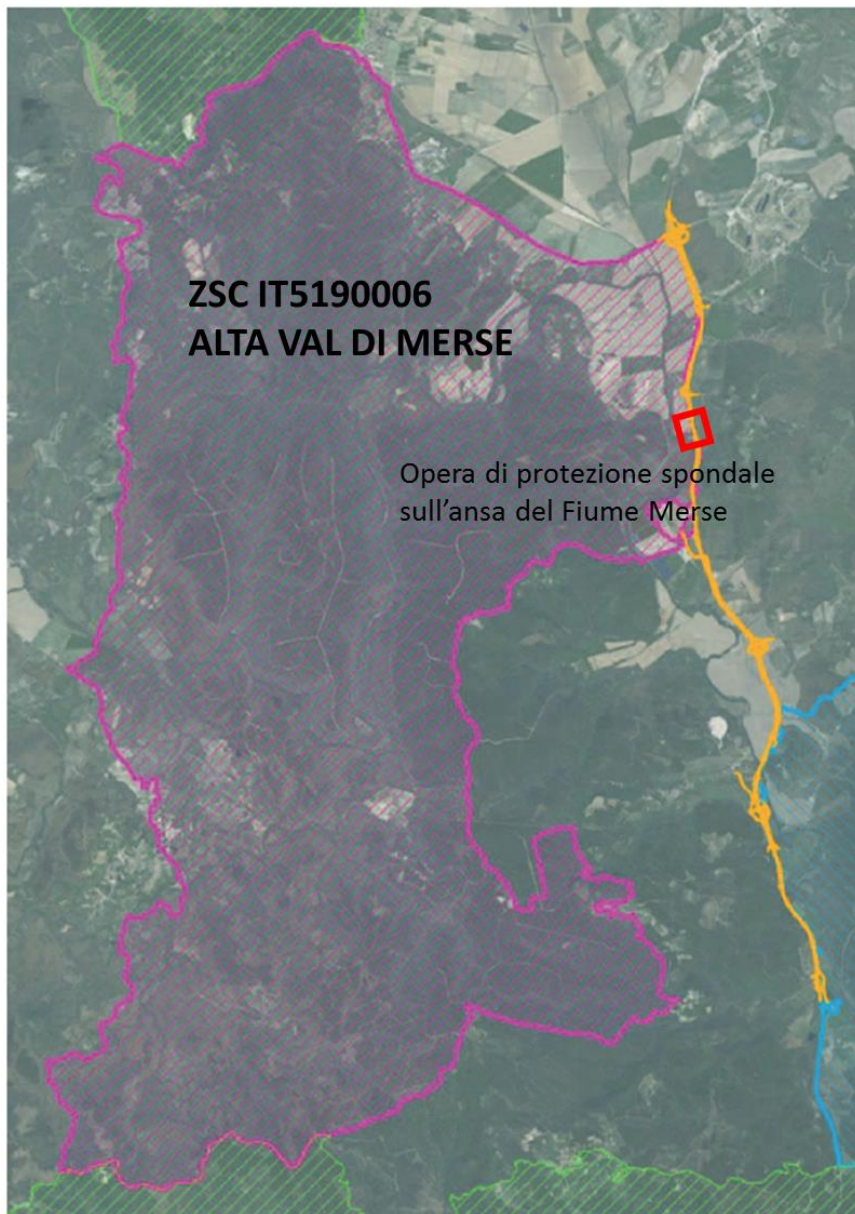 ZSC IT5190006
ALTA VAL DI MERSE
Opera di protezione spondale
sull’ansa del Fiume Merse